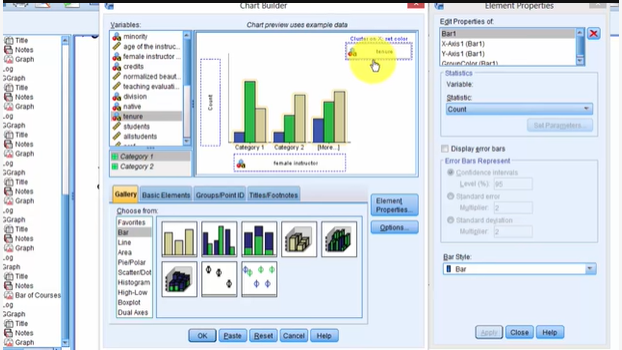 Chart Builder
Element Properties
Title
Notes
Graph
.og
Graph
Title
Notes
Graph
.og
Graph
Title
Notes
Graph
.og
Graph
Title
Notes
Graph
.og
Graph
Title
Notes
Bar of Courses
.og
Graph
Title
Notes
Graph
Variables:
minority
age of the instruc...
female instructor ...
credits
normalized beaut...
teaching evaluati...
division
native
tenure
students
allstudents
Category 1
Category 2
Chart preview uses example data
Clusters on X: set color
tenure
Count
Category 1
Category 2
[More...]
female instructor
Gallery
Basic Elements
Groups/Point ID
Titles/Footnotes
Choose from:
Favorites
Bar
Line
Area
Pie/Polar
Scatter/Dot
Histogram
High-Low
Boxplot
Dual Axes
Element
Properties...
Options...
OK
Paste
Reset
Cancel
Help
Edit Properties of:
Bar1
X-Axis1 (Bar1)
Y-Axis1 (Bar1)
GroupColor (Bar1)
Statistics
Variable:
Statistic:
Count
Set Parameters...
Display error bars
Error Bars Represent
Confidence intervals
Level (%): 95
Standard error
Multiplier: 2
Standard deviation
Multiplier: 2
Bar Style:
Bar
Apply
Close
Help